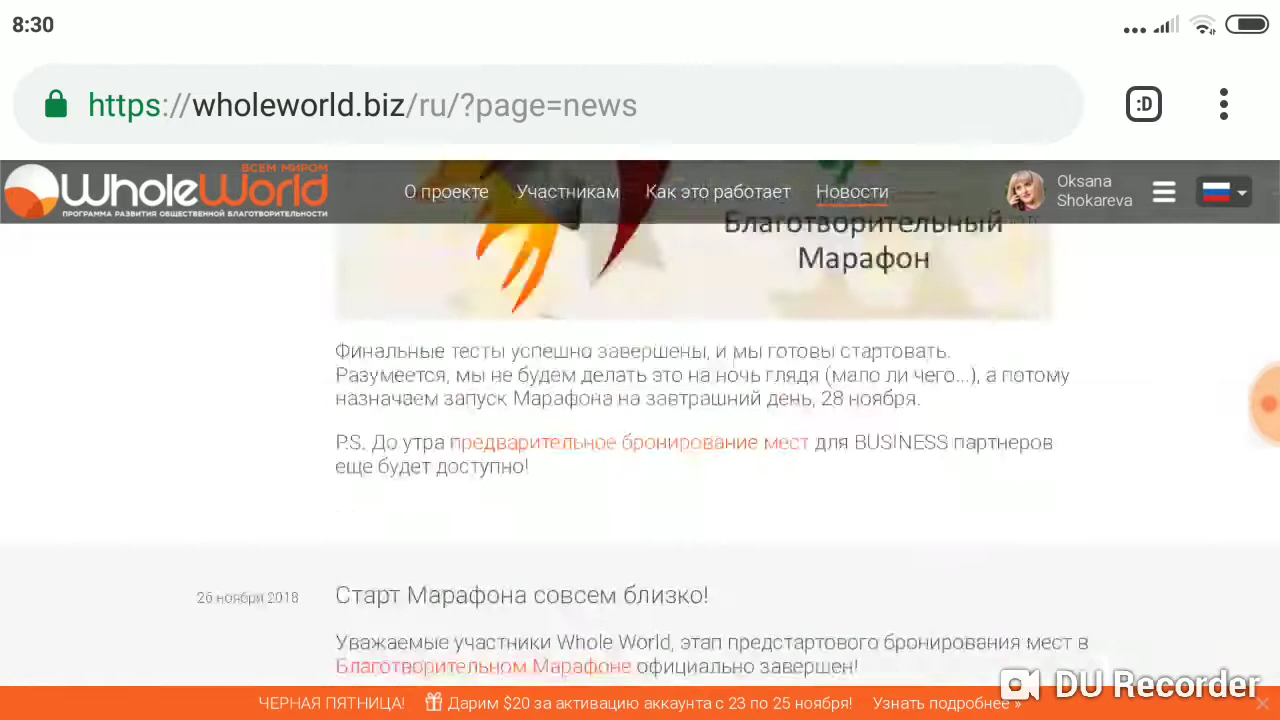 8:30
https://wholeworld.biz/ru/?page=news
:D
ВСЕМ МИРОМ
WholeWorld
ПРОГРАММА РАЗВИТИЯ ОБЩЕСТВЕННОЙ БЛАГОТВОРИТЕЛЬНОСТИ
О проекте Участникам Как это работает Новости
Oksana
Shokareva
Благотворительный
Марафон
Финальные тесты успешно завершены, и мы готовы стартовать.
Разумеется, мы не будем делать это на ночь глядя (мало ли чего...), а потому
назначаем запуск Марафона на завтрашний день, 28 ноября.
P.S. До утра предварительное бронирование мест для BUSINESS партнеров
еще будет доступно!
26 ноября 2018
Старт Марафона совсем близко!
Уважаемые участники Whole World, этап предстартового бронирования мест в
Благотворительном Марафоне официально завершен!
ЧЕРНАЯ ПЯТНИЦА! Дарим $20 за активацию аккаунта с 23 по 25 ноября! Узнать подробнее »
DU Recorder